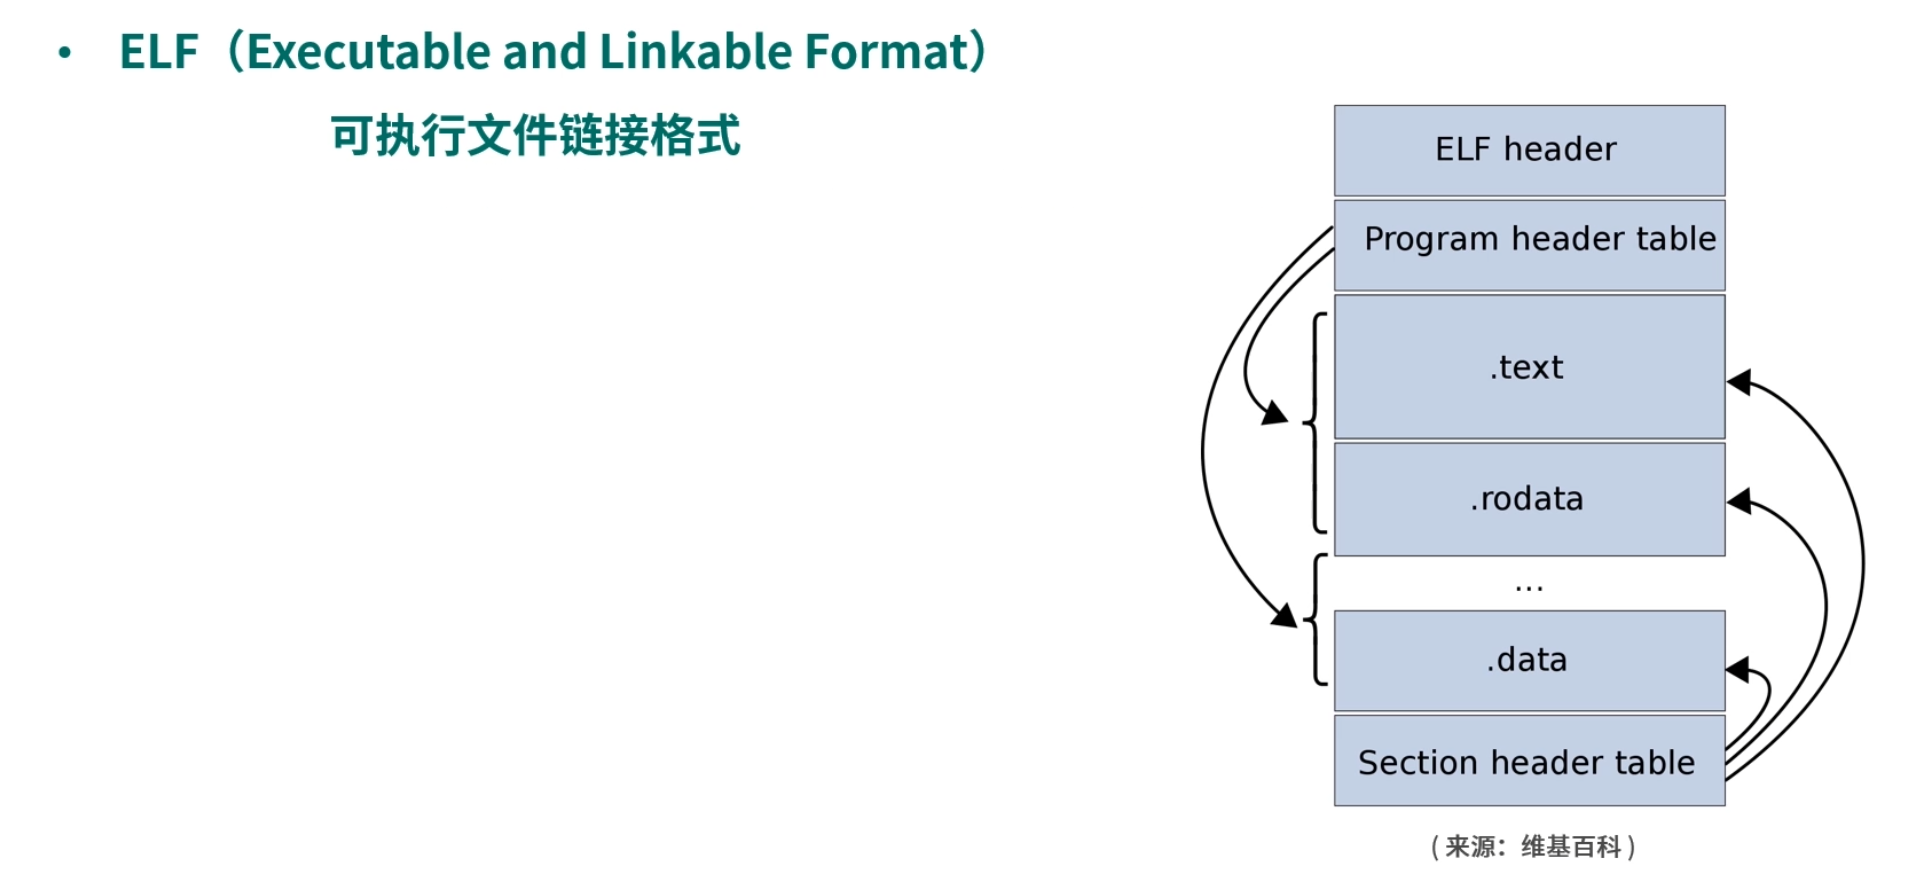 • ELF（Executable and Linkable Format）
可执行文件链接格式
ELF header
Program header table
.text
.rodata
...
.data
Section header table
( 来源：维基百科 )